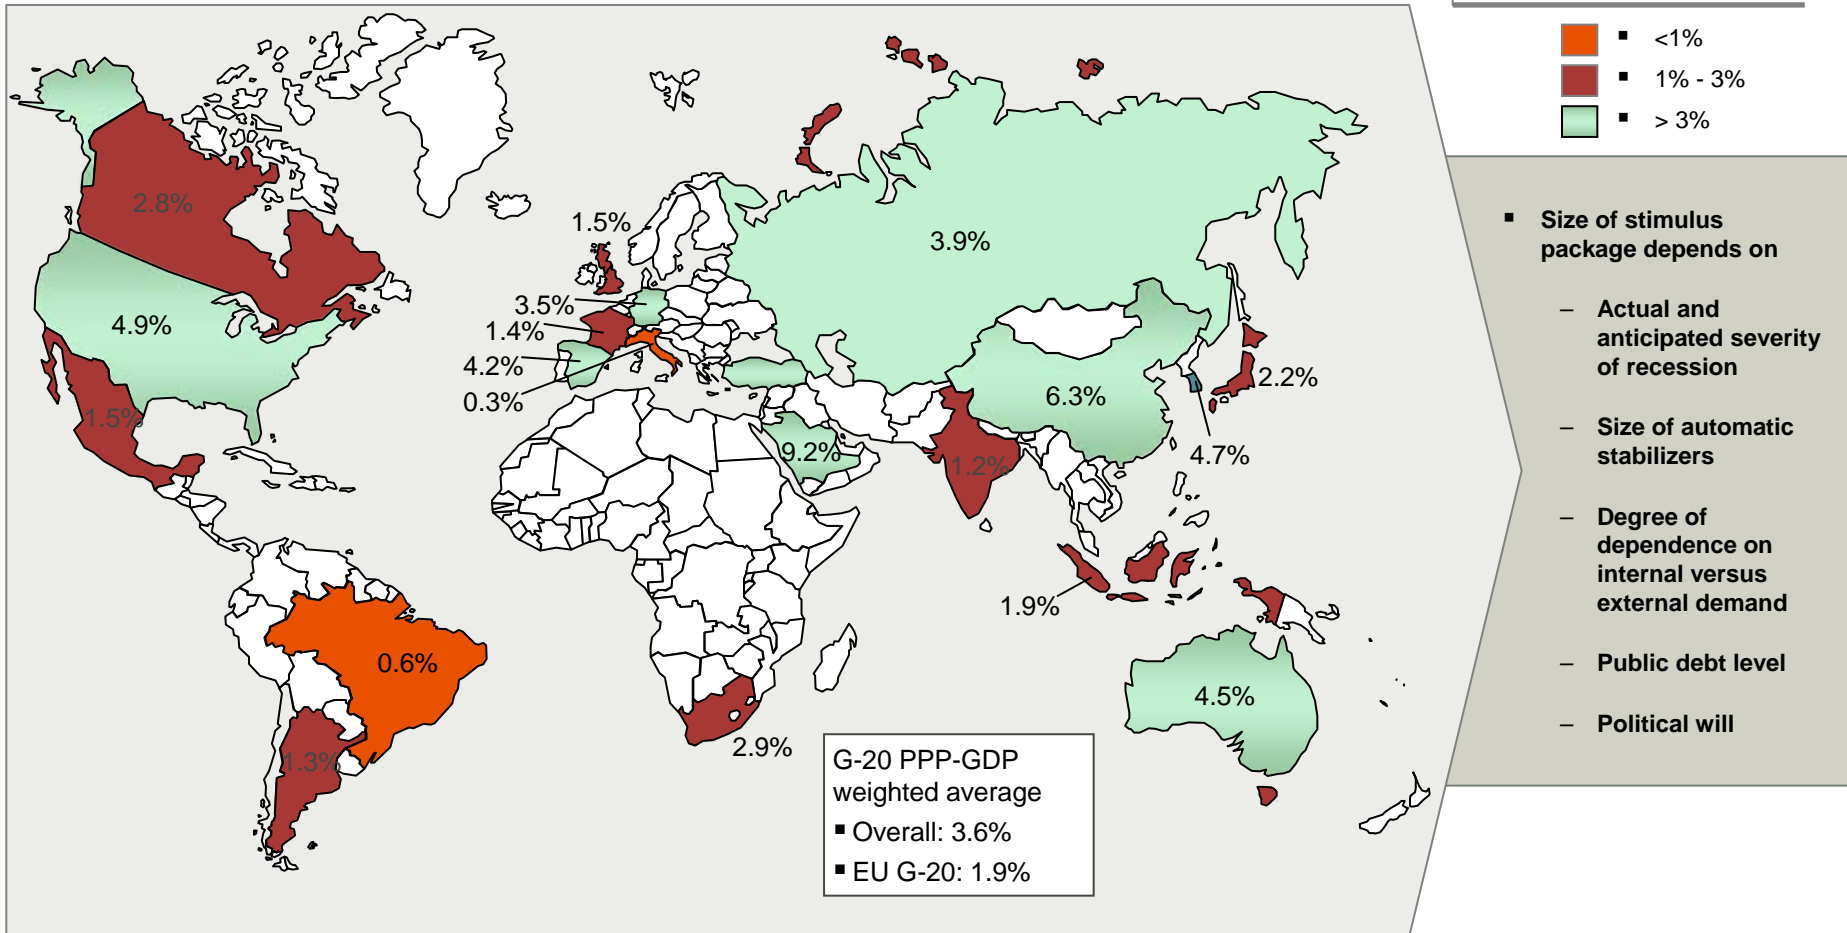 <1%
1% - 3%
> 3%
2.8%
4.9%
1.5%
0.6%
1.3%
1.5%
3.5%
1.4%
4.2%
0.3%
3.9%
6.3%
9.2%
1.2%
2.2%
4.7%
1.9%
4.5%
2.9%
G-20 PPP-GDP
weighted average
▪ Overall: 3.6%
▪ EU G-20: 1.9%
▪ Size of stimulus
package depends on
– Actual and
anticipated severity
of recession
– Size of automatic
stabilizers
– Degree of
dependence on
internal versus
external demand
– Public debt level
– Political will